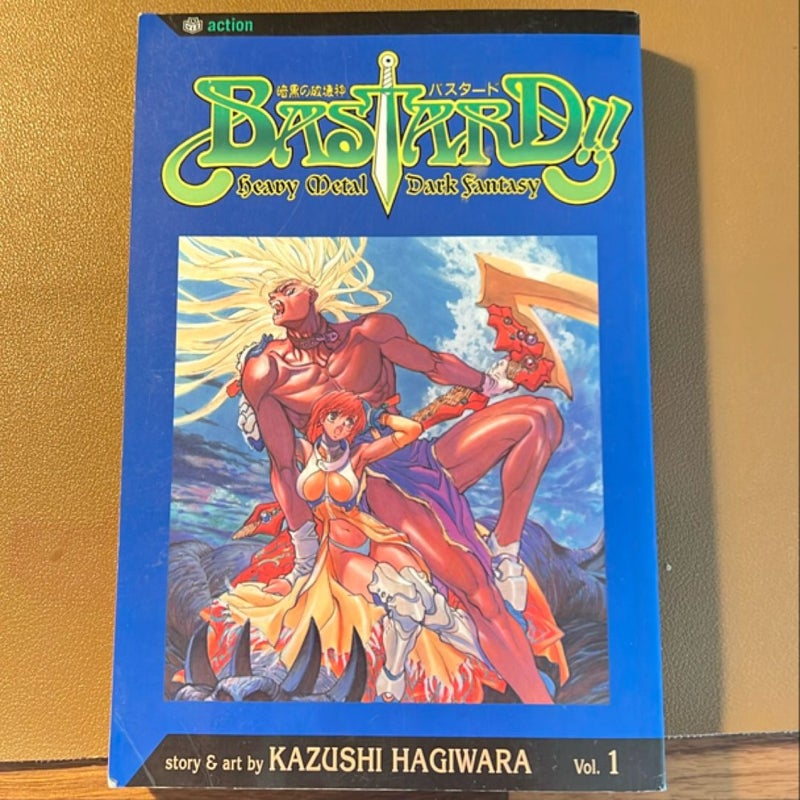 action
暗黒の破壊神 バスタード
BASTARD!!
Heavy Metal Dark Fantasy
story & art by KAZUSHI HAGIWARA Vol. 1